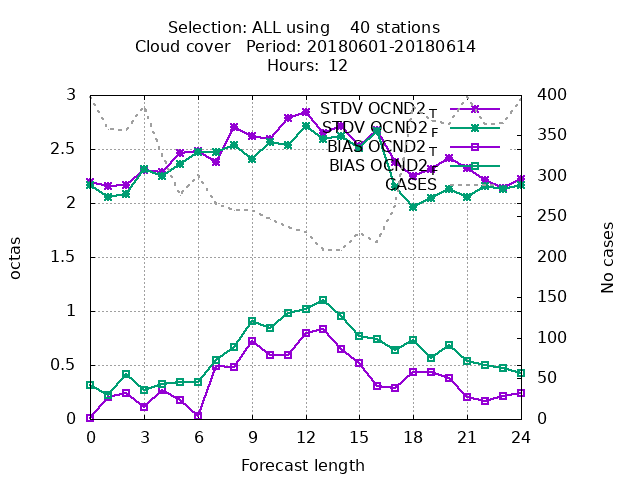 Selection: ALL using    40 stations
Cloud cover   Period: 20180601-20180614
Hours:  12
3
2.5
2
1.5
1
0.5
0
octas
400
350
300
250
200
150
100
50
0
No cases
STDV OCND2 T
STDV OCND2 F
BIAS OCND2 T
BIAS OCND2 F
CASES
0 3 6 9 12 15 18 21 24
Forecast length